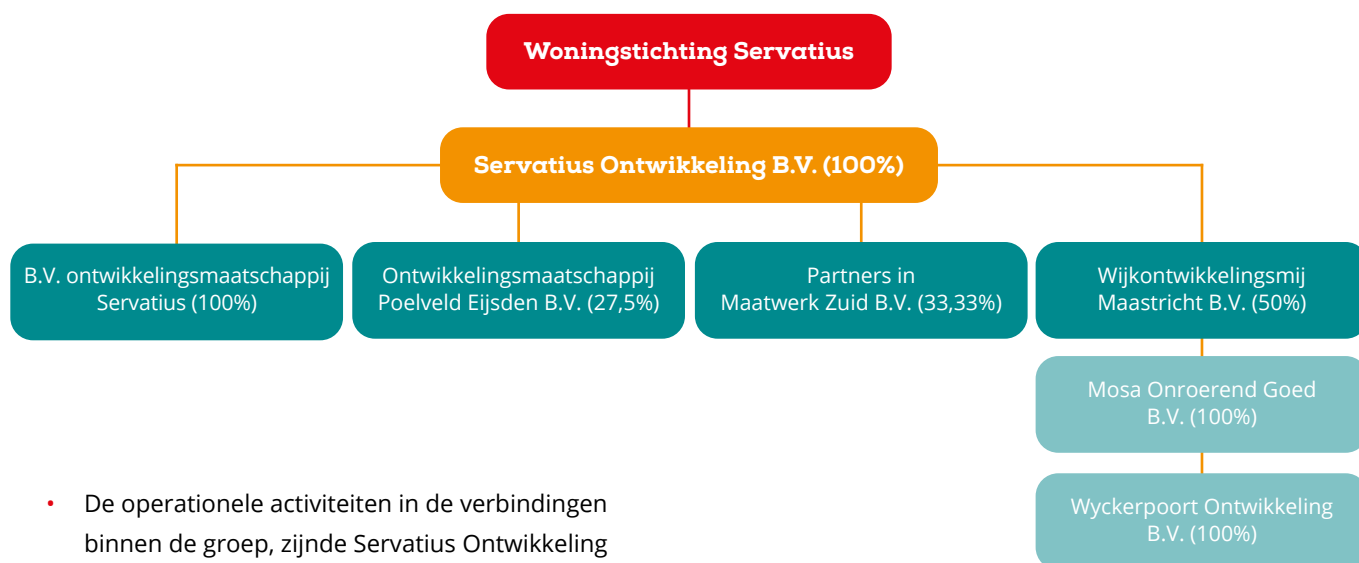 Woningstichting Servatius
Servatius Ontwikkeling B.V. (100%)
B.V. ontwikkelingsmaatschappij
Servatius (100%)
Ontwikkelingsmaatschappij
Poelveld Eijsden B.V. (27,5%)
Partners in
Maatwerk Zuid B.V. (33,33%)
Wijkontwikkelingsmij
Maastricht B.V. (50%)
Mosa Onroerend Goed
B.V. (100%)
Wyckerpoort Ontwikkeling
B.V. (100%)
• De operationele activiteiten in de verbindingen
binnen de groep, zijnde Servatius Ontwikkeling